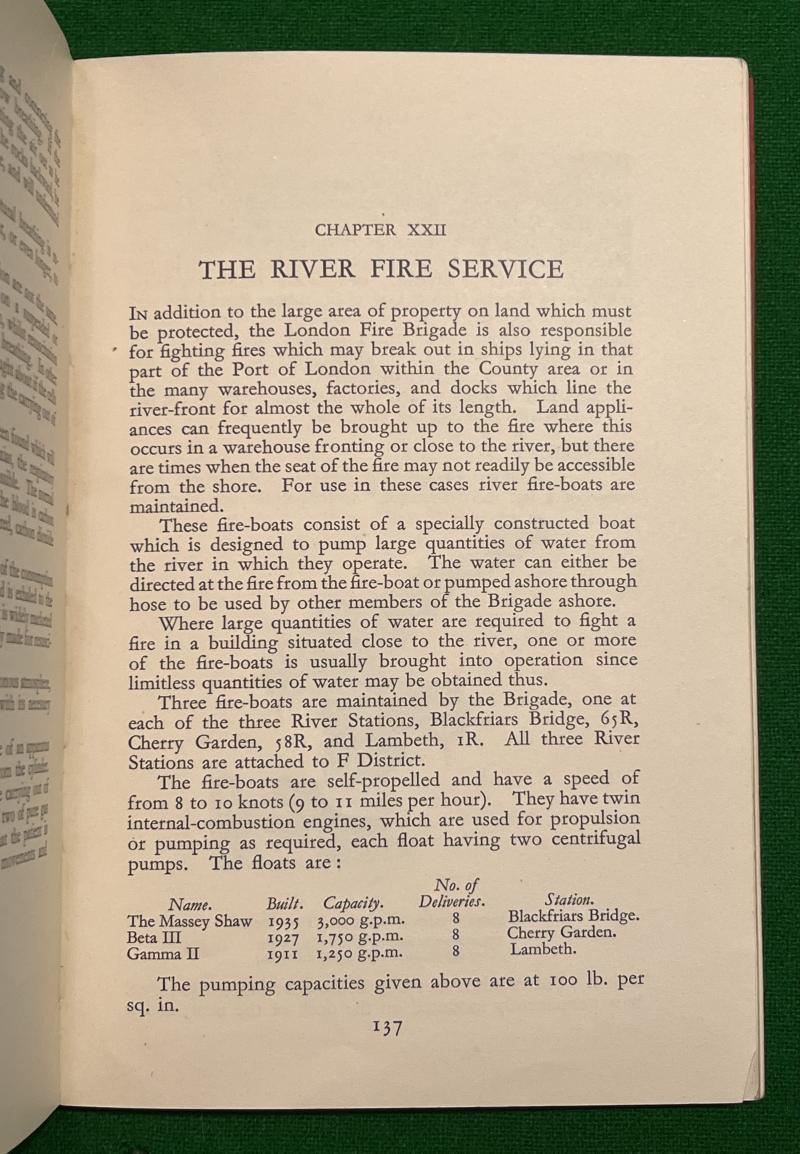 CHAPTER XXII
THE RIVER FIRE SERVICE
IN addition to the large area of property on land which must
be protected, the London Fire Brigade is also responsible
for fighting fires which may break out in ships lying in that
part of the Port of London within the County area or in
the many warehouses, factories, and docks which line the
river-front for almost the whole of its length. Land appli-
ances can frequently be brought up to the fire where this
occurs in a warehouse fronting or close to the river, but there
are times when the seat of the fire may not readily be accessible
from the shore. For use in these cases river fire-boats are
maintained.
These fire-boats consist of a specially constructed boat
which is designed to pump large quantities of water from
the river in which they operate. The water can either be
directed at the fire from the fire-boat or pumped ashore through
hose to be used by other members of the Brigade ashore.
Where large quantities of water are required to fight a
fire in a building situated close to the river, one or more
of the fire-boats is usually brought into operation since
limitless quantities of water may be obtained thus.
Three fire-boats are maintained by the Brigade, one at
each of the three River Stations, Blackfriars Bridge, 65R,
Cherry Garden, 58R, and Lambeth, 1R. All three River
Stations are attached to F District.
The fire-boats are self-propelled and have a speed of
from 8 to 10 knots (9 to 11 miles per hour). They have twin
internal-combustion engines, which are used for propulsion
or pumping as required, each float having two centrifugal
pumps. The floats are :
No. of
Name. Built. Capacity. Deliveries. Station.
The Massey Shaw 1935 3,000 g.p.m. 8 Blackfriars Bridge.
Beta III 1927 1,750 g.p.m. 8 Cherry Garden.
Gamma II 1911 1,250 g.p.m. 8 Lambeth.
The pumping capacities given above are at 100 lb. per
sq. in.
137